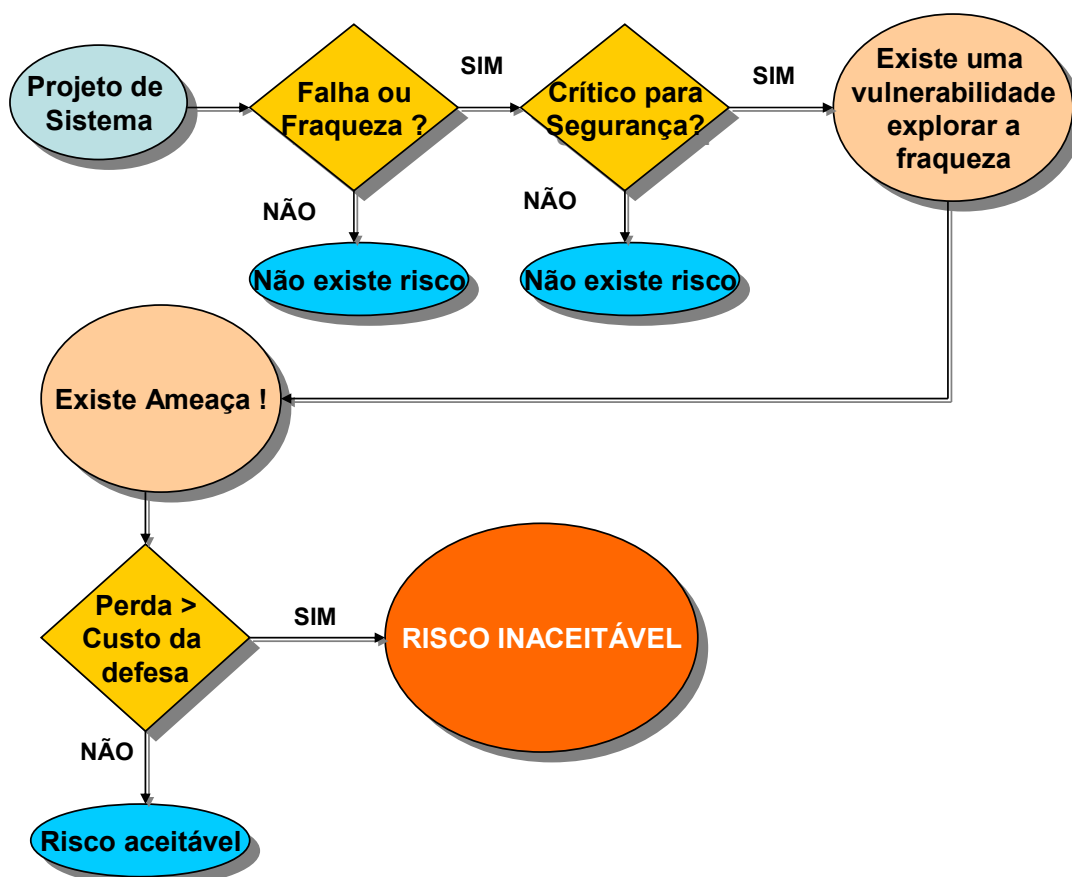 Projeto de
Sistema
Falha ou
Fraqueza ?
SIM
Crítico para
Segurança?
SIM
Existe uma
vulnerabilidade
explorar a
fraqueza
NÃO
Não existe risco
NÃO
Não existe risco
Existe Ameaça !
Perda >
Custo da
defesa
SIM
RISCO INACEITÁVEL
NÃO
Risco aceitável